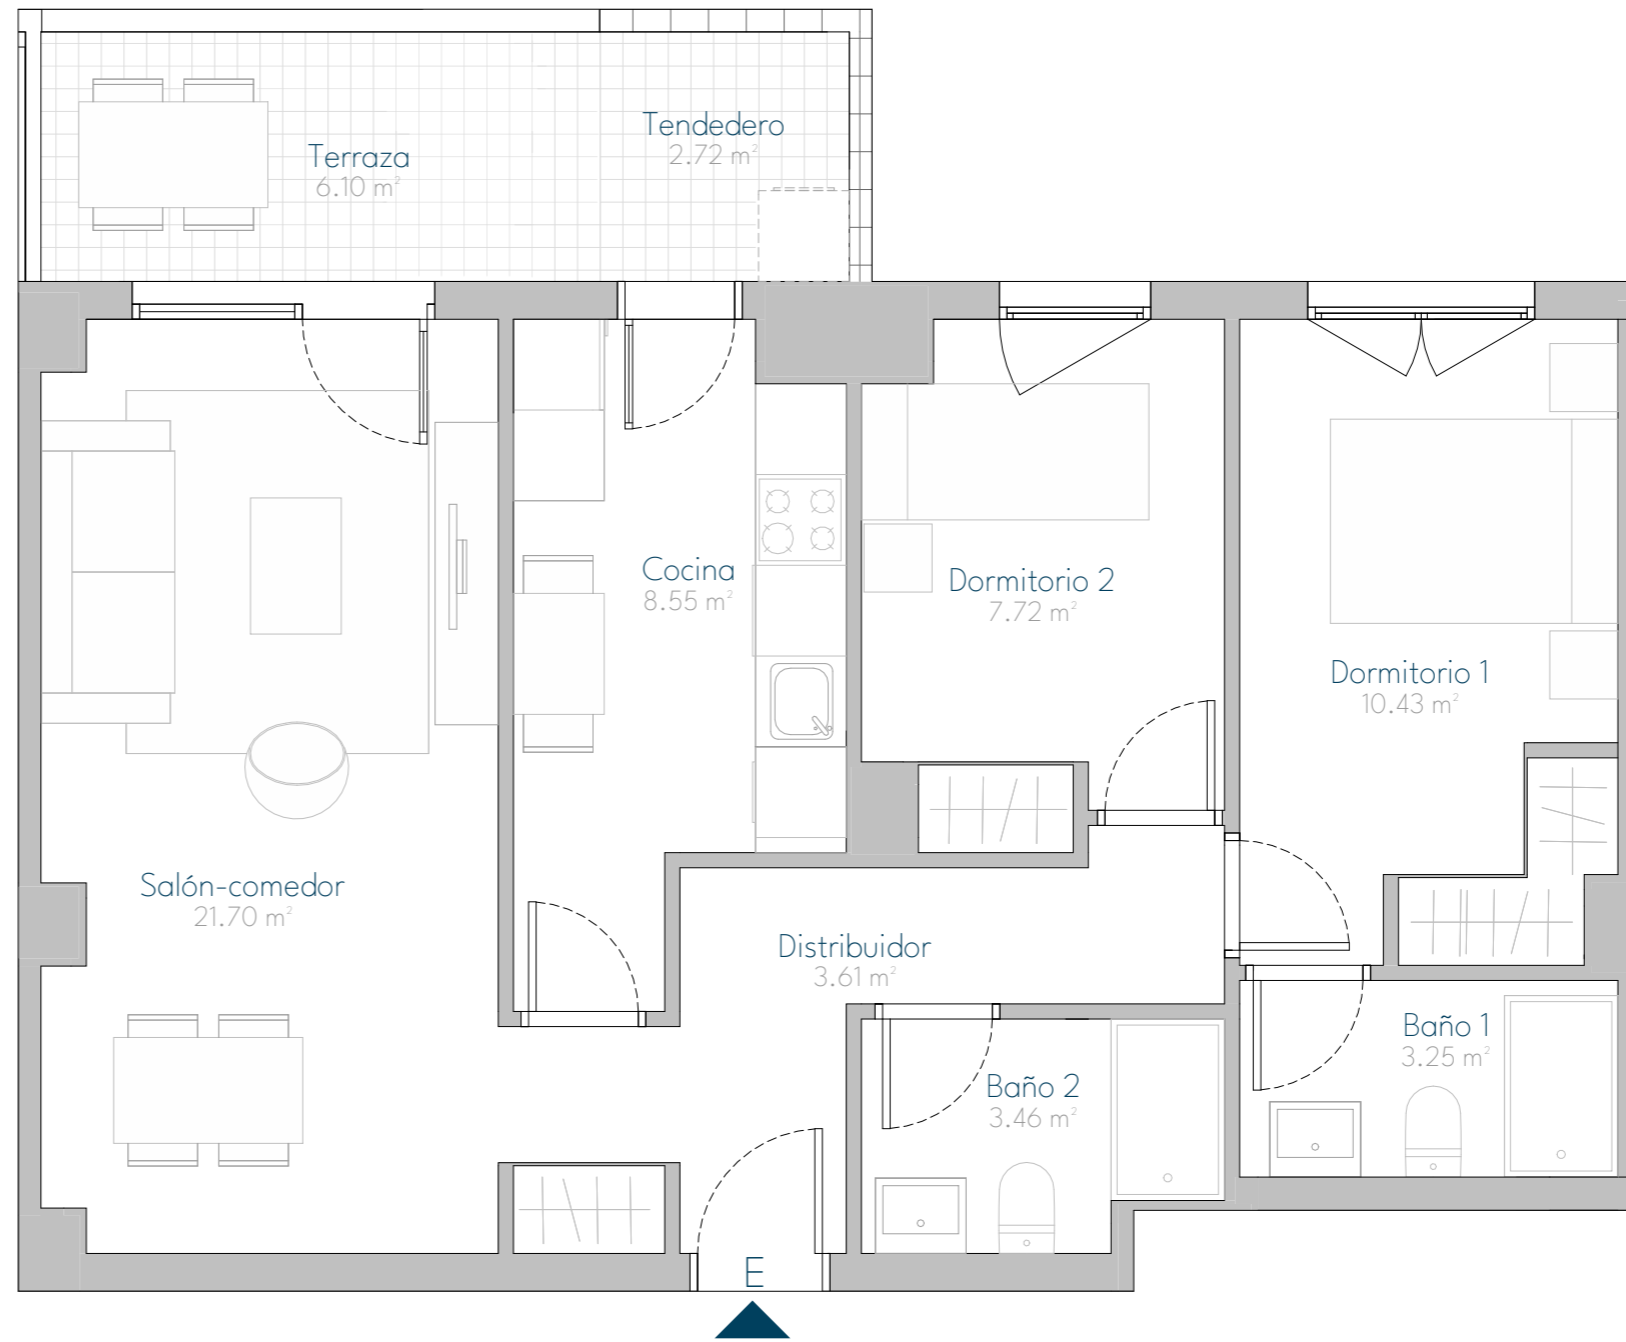 Tendedero
2.72 m²
Terraza
6.10 m²
Cocina
8.55 m²
Dormitorio 2
7.72 m²
Dormitorio 1
10.43 m²
Salón-comedor
21.70 m²
Distribuidor
3.61 m²
Baño 1
3.25 m²
Baño 2
3.46 m²
E